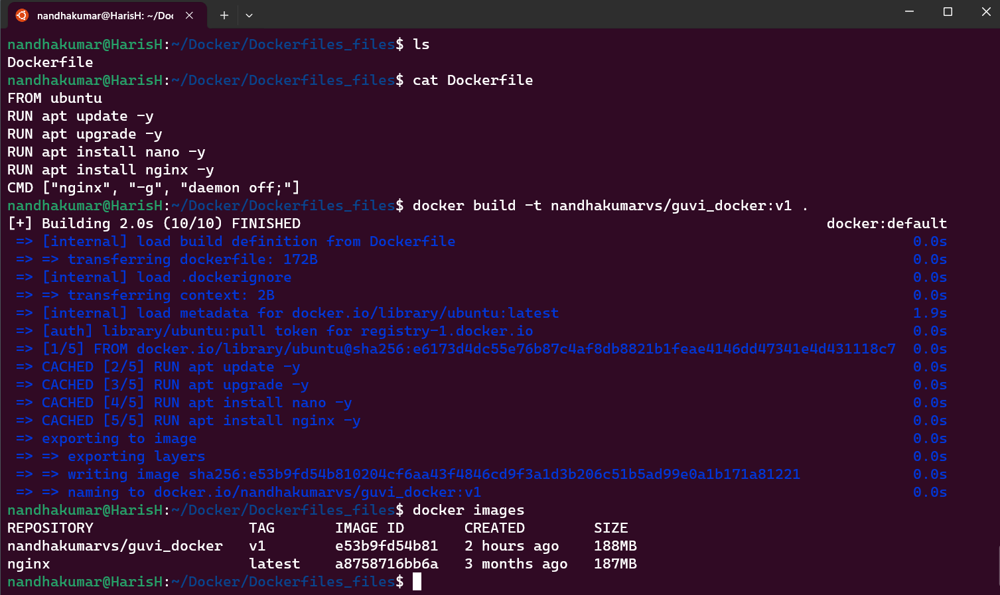 nandhakumar@HarisH: ~/Doc
nandhakumar@HarisH:~/Docker/Dockerfiles_files$ ls
Dockerfile
nandhakumar@HarisH:~/Docker/Dockerfiles_files$ cat Dockerfile
FROM ubuntu
RUN apt update -y
RUN apt upgrade -y
RUN apt install nano -y
RUN apt install nginx -y
CMD ["nginx", "-g", "daemon off;"]
nandhakumar@HarisH:~/Docker/Dockerfiles_files$ docker build -t nandhakumarvs/guvi_docker:v1 .
[+] Building 2.0s (10/10) FINISHED docker:default
=> [internal] load build definition from Dockerfile 0.0s
=> => transferring dockerfile: 172B 0.0s
=> [internal] load .dockerignore 0.0s
=> => transferring context: 2B 0.0s
=> [internal] load metadata for docker.io/library/ubuntu:latest 1.9s
=> [auth] library/ubuntu:pull token for registry-1.docker.io 0.0s
=> [1/5] FROM docker.io/library/ubuntu@sha256:e6173d4dc55e76b87c4af8db8821b1feae4146dd47341e4d431118c7 0.0s
=> CACHED [2/5] RUN apt update -y 0.0s
=> CACHED [3/5] RUN apt upgrade -y 0.0s
=> CACHED [4/5] RUN apt install nano -y 0.0s
=> CACHED [5/5] RUN apt install nginx -y 0.0s
=> exporting to image 0.0s
=> => exporting layers 0.0s
=> => writing image sha256:e53b9fd54b810204cf6aa43f4846cd9f3a1d3b206c51b5ad99e0a1b171a81221 0.0s
=> => naming to docker.io/nandhakumarvs/guvi_docker:v1 0.0s
nandhakumar@HarisH:~/Docker/Dockerfiles_files$ docker images
REPOSITORY TAG IMAGE ID CREATED SIZE
nandhakumarvs/guvi_docker v1 e53b9fd54b81 2 hours ago 188MB
nginx latest a8758716bb6a 3 months ago 187MB
nandhakumar@HarisH:~/Docker/Dockerfiles_files$